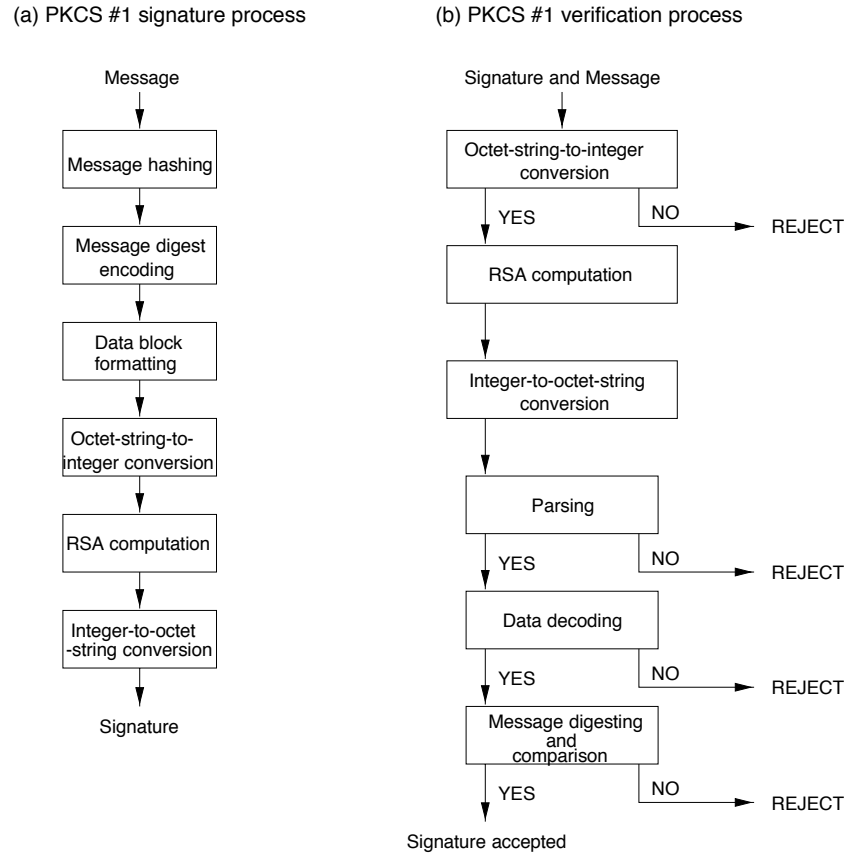 (a) PKCS #1 signature process
Message
Message hashing
Message digest
encoding
Data block
formatting
Octet-string-to-
integer conversion
RSA computation
Integer-to-octet
-string conversion
Signature
(b) PKCS #1 verification process
Signature and Message
Octet-string-to-integer
conversion
YES
NO
REJECT
RSA computation
Integer-to-octet-string
conversion
Parsing
YES
NO
REJECT
Data decoding
YES
NO
REJECT
Message digesting
and
comparison
YES
NO
REJECT
Signature accepted